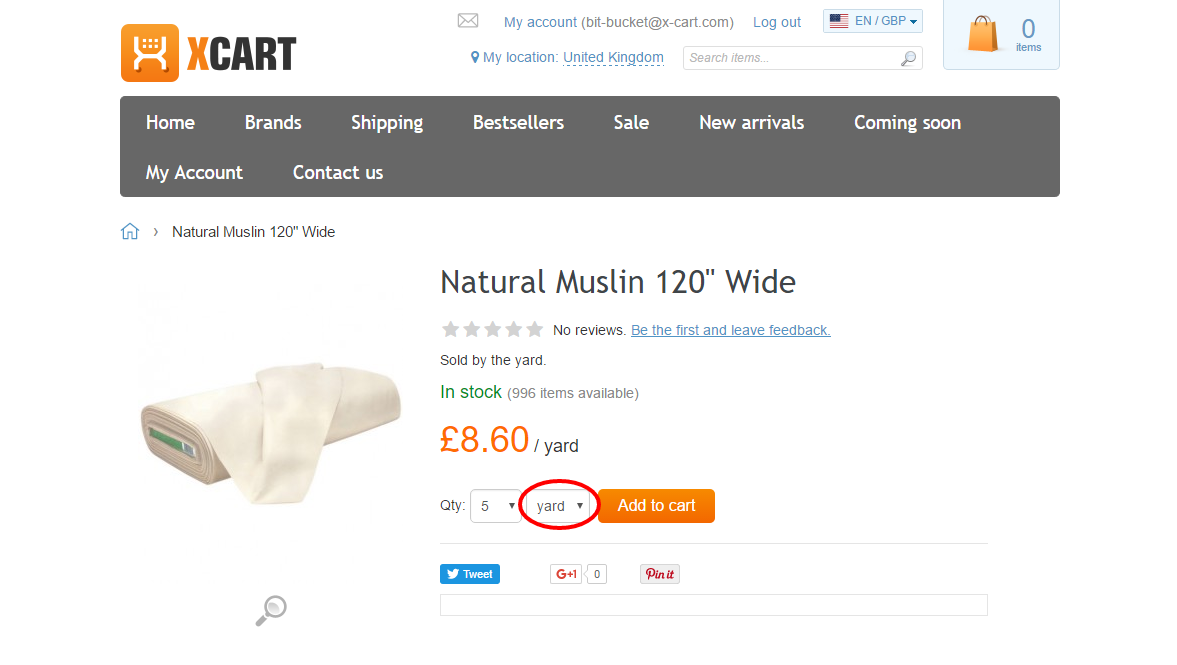 My account (bit-bucket@x-cart.com) Log out EN / GBP
0
items
XCART
My location: United Kingdom
Search items...
Home Brands Shipping Bestsellers Sale New arrivals Coming soon
My Account Contact us
Natural Muslin 120" Wide
Natural Muslin 120" Wide
No reviews. Be the first and leave feedback.
Sold by the yard.
In stock (996 items available)
£8.60 / yard
Qty: 5 yard Add to cart
Tweet G+1 0 Pin it